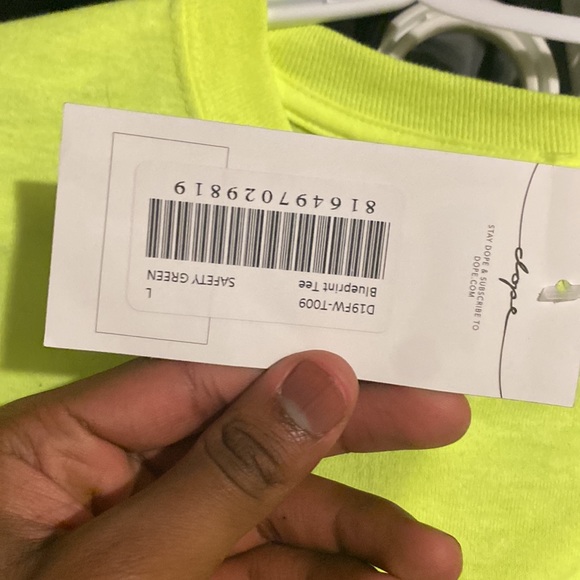 D19FW-T009
Blueprint Tee
L
SAFETY GREEN
816497029819
dope
STAY DOPE & SUBSCRIBE TO
DOPE.COM